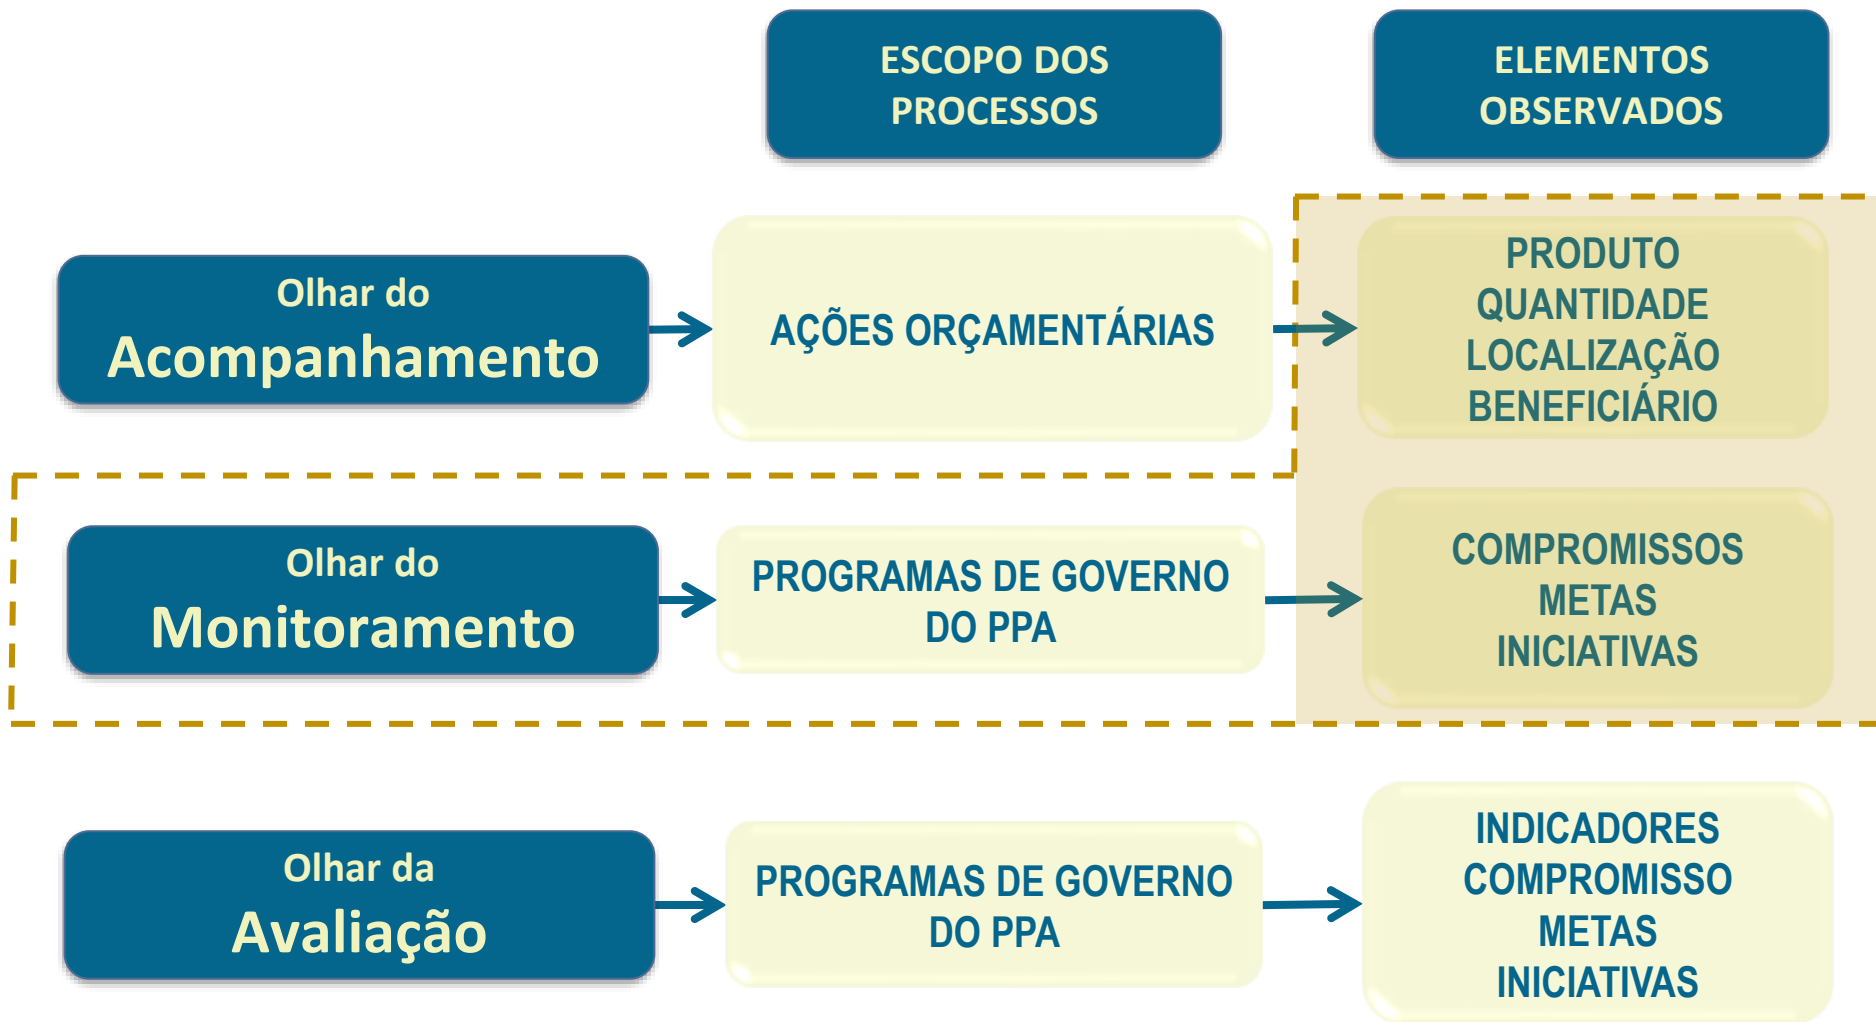 ESCOPO DOS
PROCESSOS
ELEMENTOS
OBSERVADOS
Olhar do
Acompanhamento
AÇÕES ORÇAMENTÁRIAS
PRODUTO
QUANTIDADE
LOCALIZAÇÃO
BENEFICIÁRIO
Olhar do
Monitoramento
PROGRAMAS DE GOVERNO
DO PPA
COMPROMISSOS
METAS
INICIATIVAS
Olhar da
Avaliação
PROGRAMAS DE GOVERNO
DO PPA
INDICADORES
COMPROMISSO
METAS
INICIATIVAS